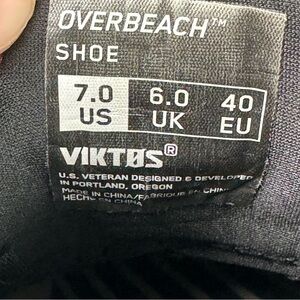 OVERBEACH™
SHOE
7.0 6.0 40
US UK EU
VIKTØS®
U.S. VETERAN DESIGNED & DEVELOPED
IN PORTLAND, OREGON
MADE IN CHINA/FABRIQUE EN CHINE
HECHO EN CHINA